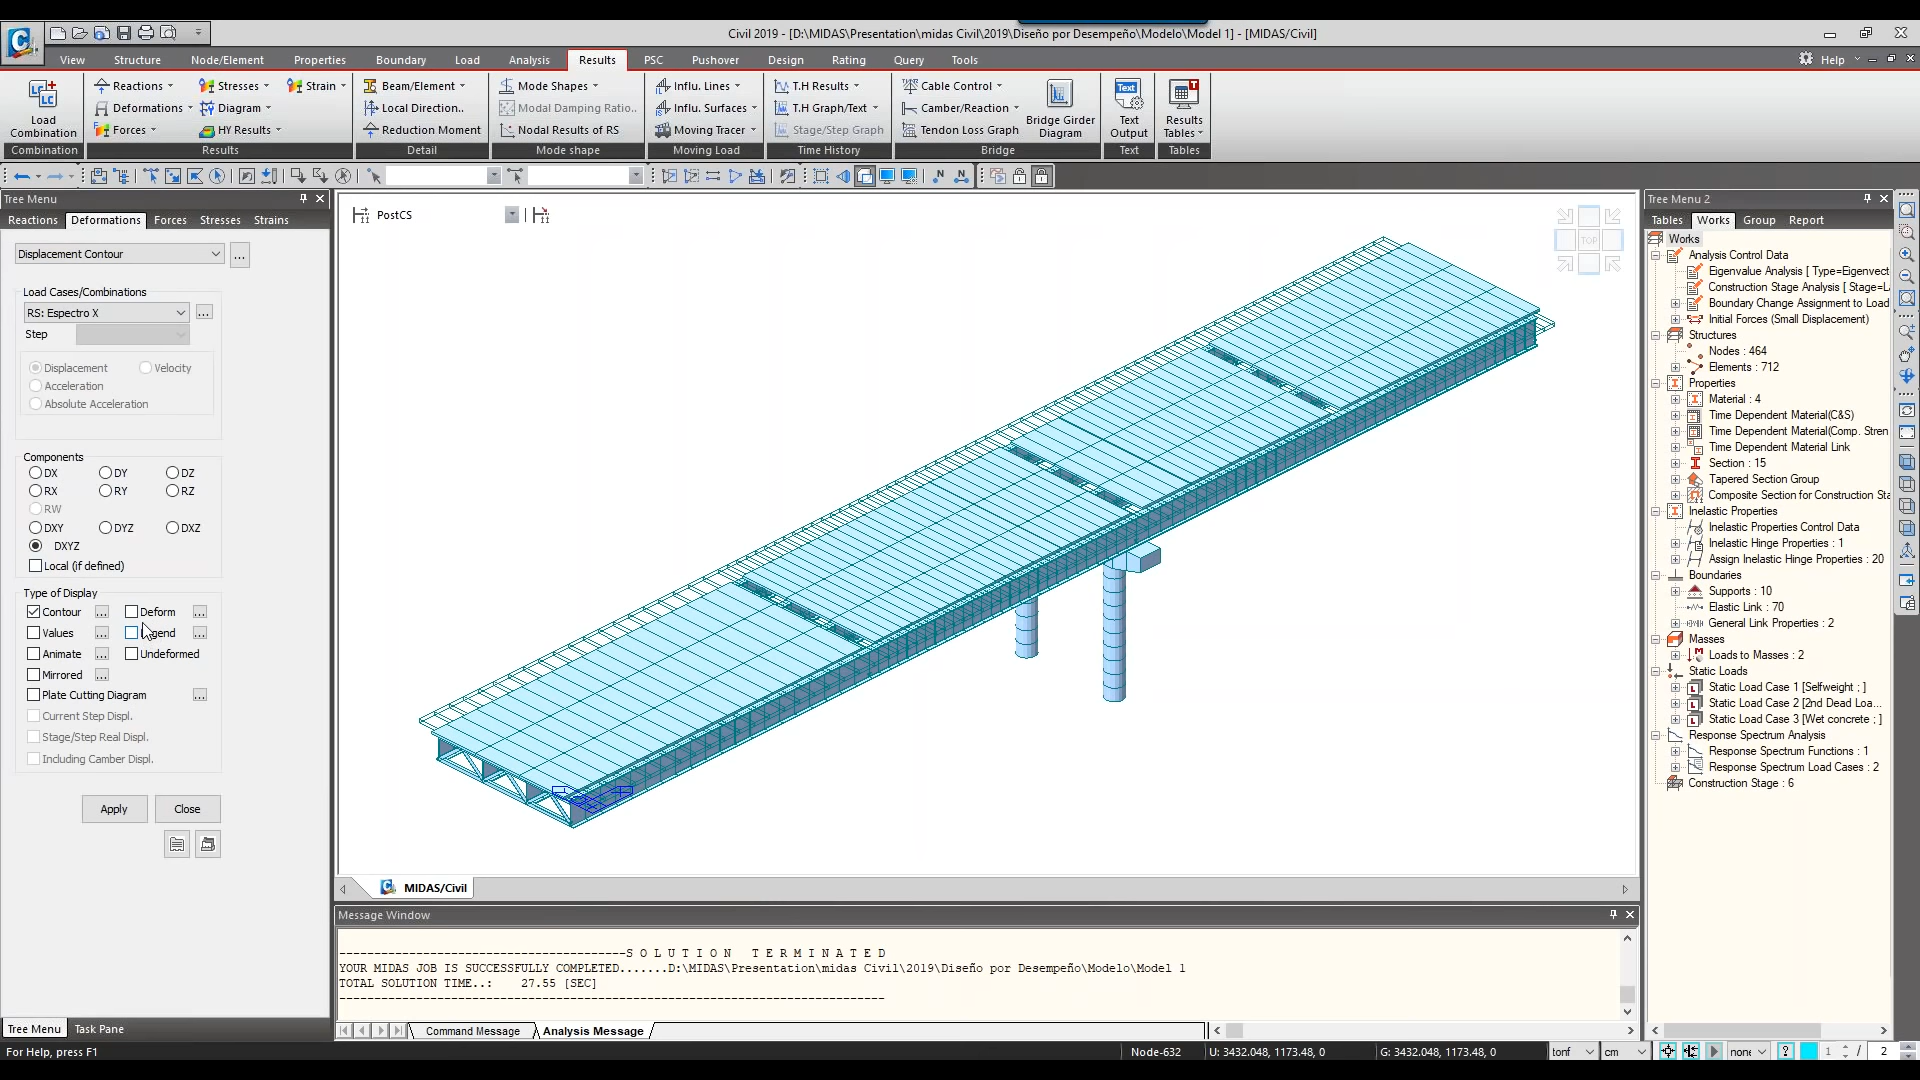 Civil 2019 - [D:\MIDAS\Presentation\midas Civil\2019\Diseño por Desempeño\Modelo\Model 1] - [MIDAS/Civil]
View Structure Node/Element Properties Boundary Load Analysis Results PSC Pushover Design Rating Query Tools Help
Load Combination
Reactions Stresses Strain
Deformations Diagram
Forces HY Results
Beam/Element
Local Direction..
Reduction Moment
Mode Shapes
Modal Damping Ratio..
Nodal Results of RS
Influ. Lines
Influ. Surfaces
Moving Tracer
T.H Results
T.H Graph/Text
Stage/Step Graph
Cable Control
Camber/Reaction
Tendon Loss Graph
Bridge Girder Diagram
Text Output
Results Tables
Combination Results Detail Mode shape Moving Load Time History Bridge Text Tables
Tree Menu
Reactions Deformations Forces Stresses Strains
Displacement Contour
...
Load Cases/Combinations
RS: Espectro X
...
Step
Displacement Velocity
Acceleration
Absolute Acceleration
Components
DX DY DZ
RX RY RZ
RW
DXY DYZ DXZ
DXYZ
Local (if defined)
Type of Display
Contour ... Deform ...
Values ... ...
Animate ... Undeformed
Mirrored ...
Plate Cutting Diagram ...
Current Step Displ.
Stage/Step Real Displ.
Including Camber Displ.
Apply Close
Tree Menu Task Pane
PostCS
TOP
MIDAS/Civil
Message Window
SOLUTION TERMINATED
YOUR MIDAS JOB IS SUCCESSFULLY COMPLETED.......D:\MIDAS\Presentation\midas Civil\2019\Diseño por Desempeño\Modelo\Model 1
TOTAL SOLUTION TIME..: 27.55 [SEC]
Command Message Analysis Message
Tree Menu 2
Tables Works Group Report
Works
Analysis Control Data
Eigenvalue Analysis [ Type=Eigenvect
Construction Stage Analysis [ Stage=L
Boundary Change Assignment to Load
Initial Forces (Small Displacement)
Structures
Nodes : 464
Elements : 712
Properties
Material : 4
Time Dependent Material(C&S)
Time Dependent Material(Comp. Stren
Time Dependent Material Link
Section : 15
Tapered Section Group
Composite Section for Construction Sta
Inelastic Properties
Inelastic Properties Control Data
Inelastic Hinge Properties : 1
Assign Inelastic Hinge Properties : 20
Boundaries
Supports : 10
Elastic Link : 70
General Link Properties : 2
Masses
Loads to Masses : 2
Static Loads
Static Load Case 1 [Selfweight ; ]
Static Load Case 2 [2nd Dead Loa...
Static Load Case 3 [Wet concrete ; ]
Response Spectrum Analysis
Response Spectrum Functions : 1
Response Spectrum Load Cases : 2
Construction Stage : 6
For Help, press F1
Node-632
U: 3432.048, 1173.48, 0
G: 3432.048, 1173.48, 0
tonf cm none ? 1 / 2